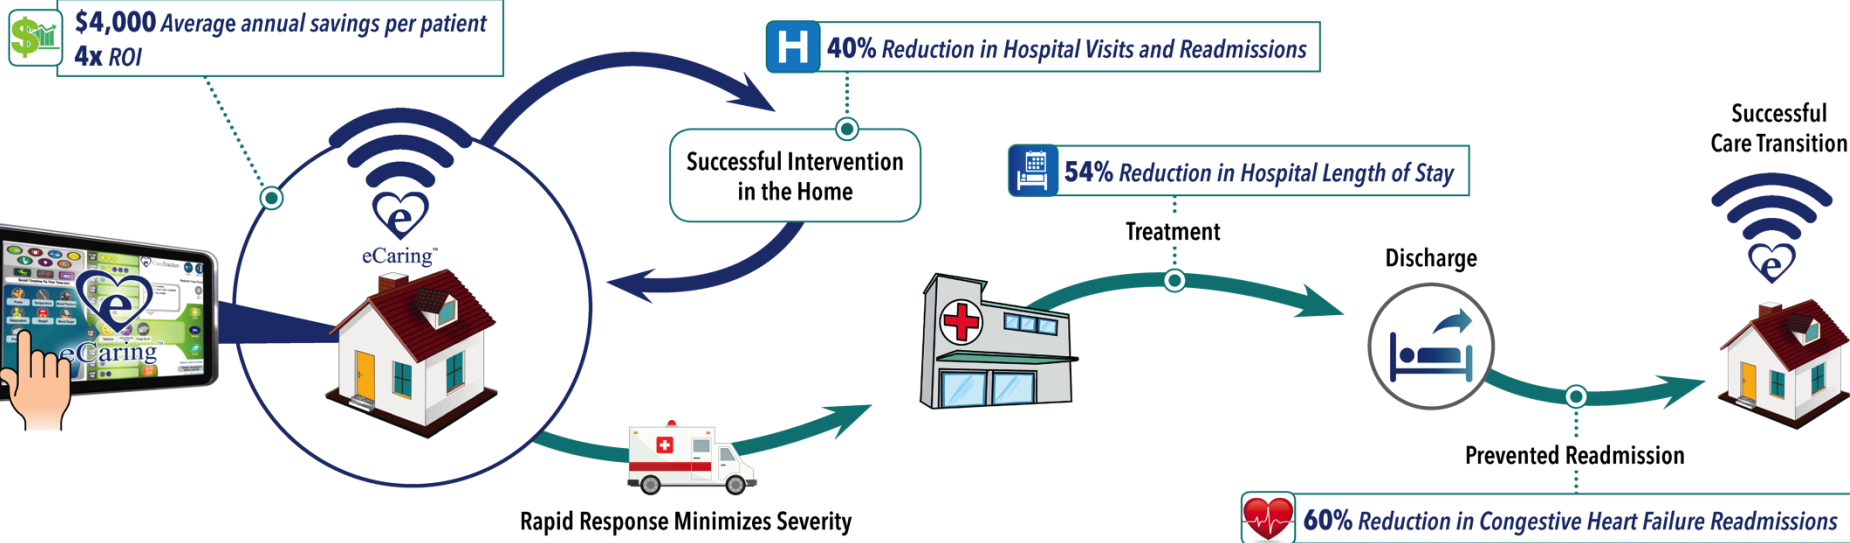 $4,000 Average annual savings per patient
4x ROI
H
40% Reduction in Hospital Visits and Readmissions
Successful Intervention
in the Home
e
eCaring™
e
eCaring™
54% Reduction in Hospital Length of Stay
Treatment
Discharge
Successful
Care Transition
e
Rapid Response Minimizes Severity
Prevented Readmission
60% Reduction in Congestive Heart Failure Readmissions